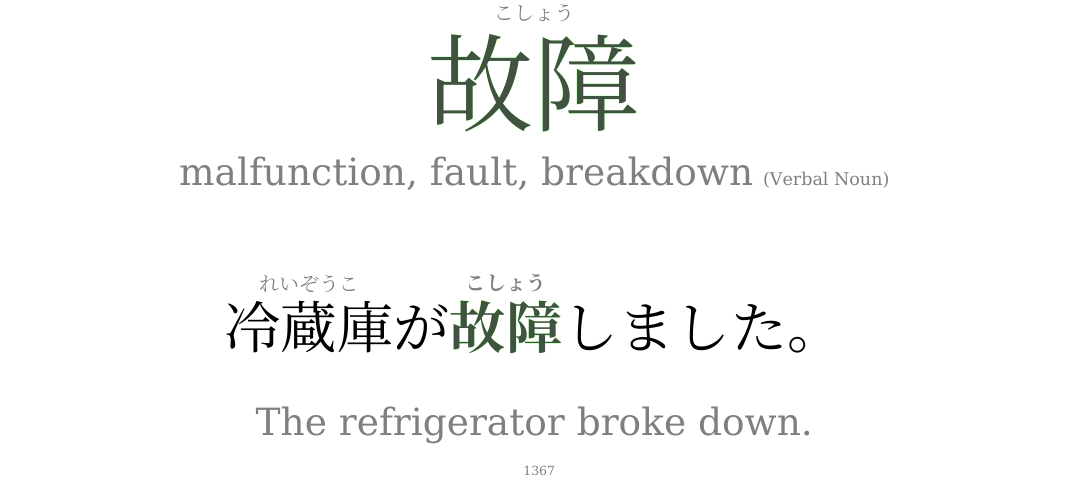 こしょう
故障
malfunction, fault, breakdown (Verbal Noun)
れいぞうこ こしょう
冷蔵庫が故障しました。
The refrigerator broke down.
1367